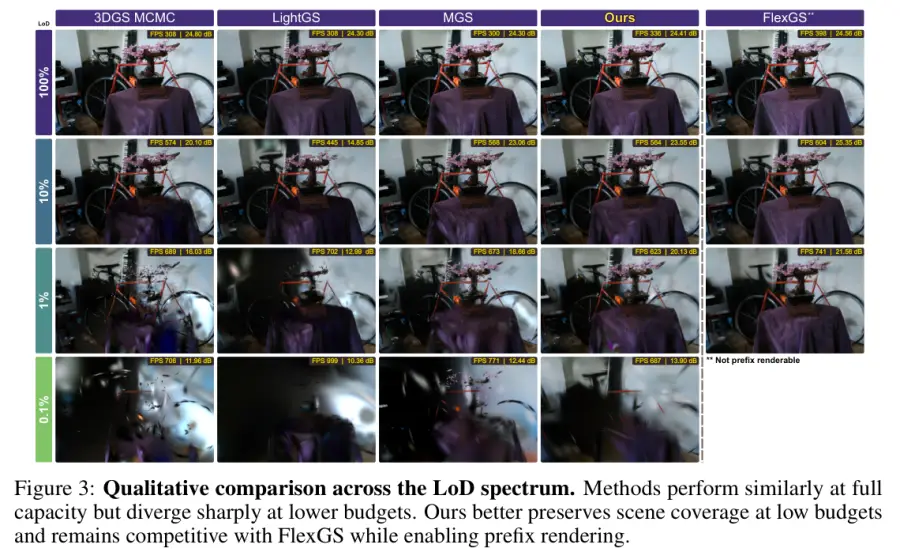 LoD
3DGS MCMC
LightGS
MGS
Ours
FlexGS**
100%
FPS 308 | 24.80 dB
FPS 308 | 24.30 dB
FPS 300 | 24.30 dB
FPS 336 | 24.41 dB
FPS 398 | 24.56 dB
10%
FPS 574 | 20.10 dB
FPS 445 | 14.85 dB
FPS 566 | 23.06 dB
FPS 564 | 23.55 dB
FPS 604 | 25.35 dB
1%
FPS 689 | 16.03 dB
FPS 702 | 12.99 dB
FPS 673 | 18.66 dB
FPS 623 | 20.13 dB
FPS 741 | 21.56 dB
0.1%
FPS 706 | 11.96 dB
FPS 999 | 10.36 dB
FPS 771 | 12.44 dB
FPS 687 | 13.90 dB
** Not prefix renderable
Figure 3: Qualitative comparison across the LoD spectrum. Methods perform similarly at full
capacity but diverge sharply at lower budgets. Ours better preserves scene coverage at low budgets
and remains competitive with FlexGS while enabling prefix rendering.